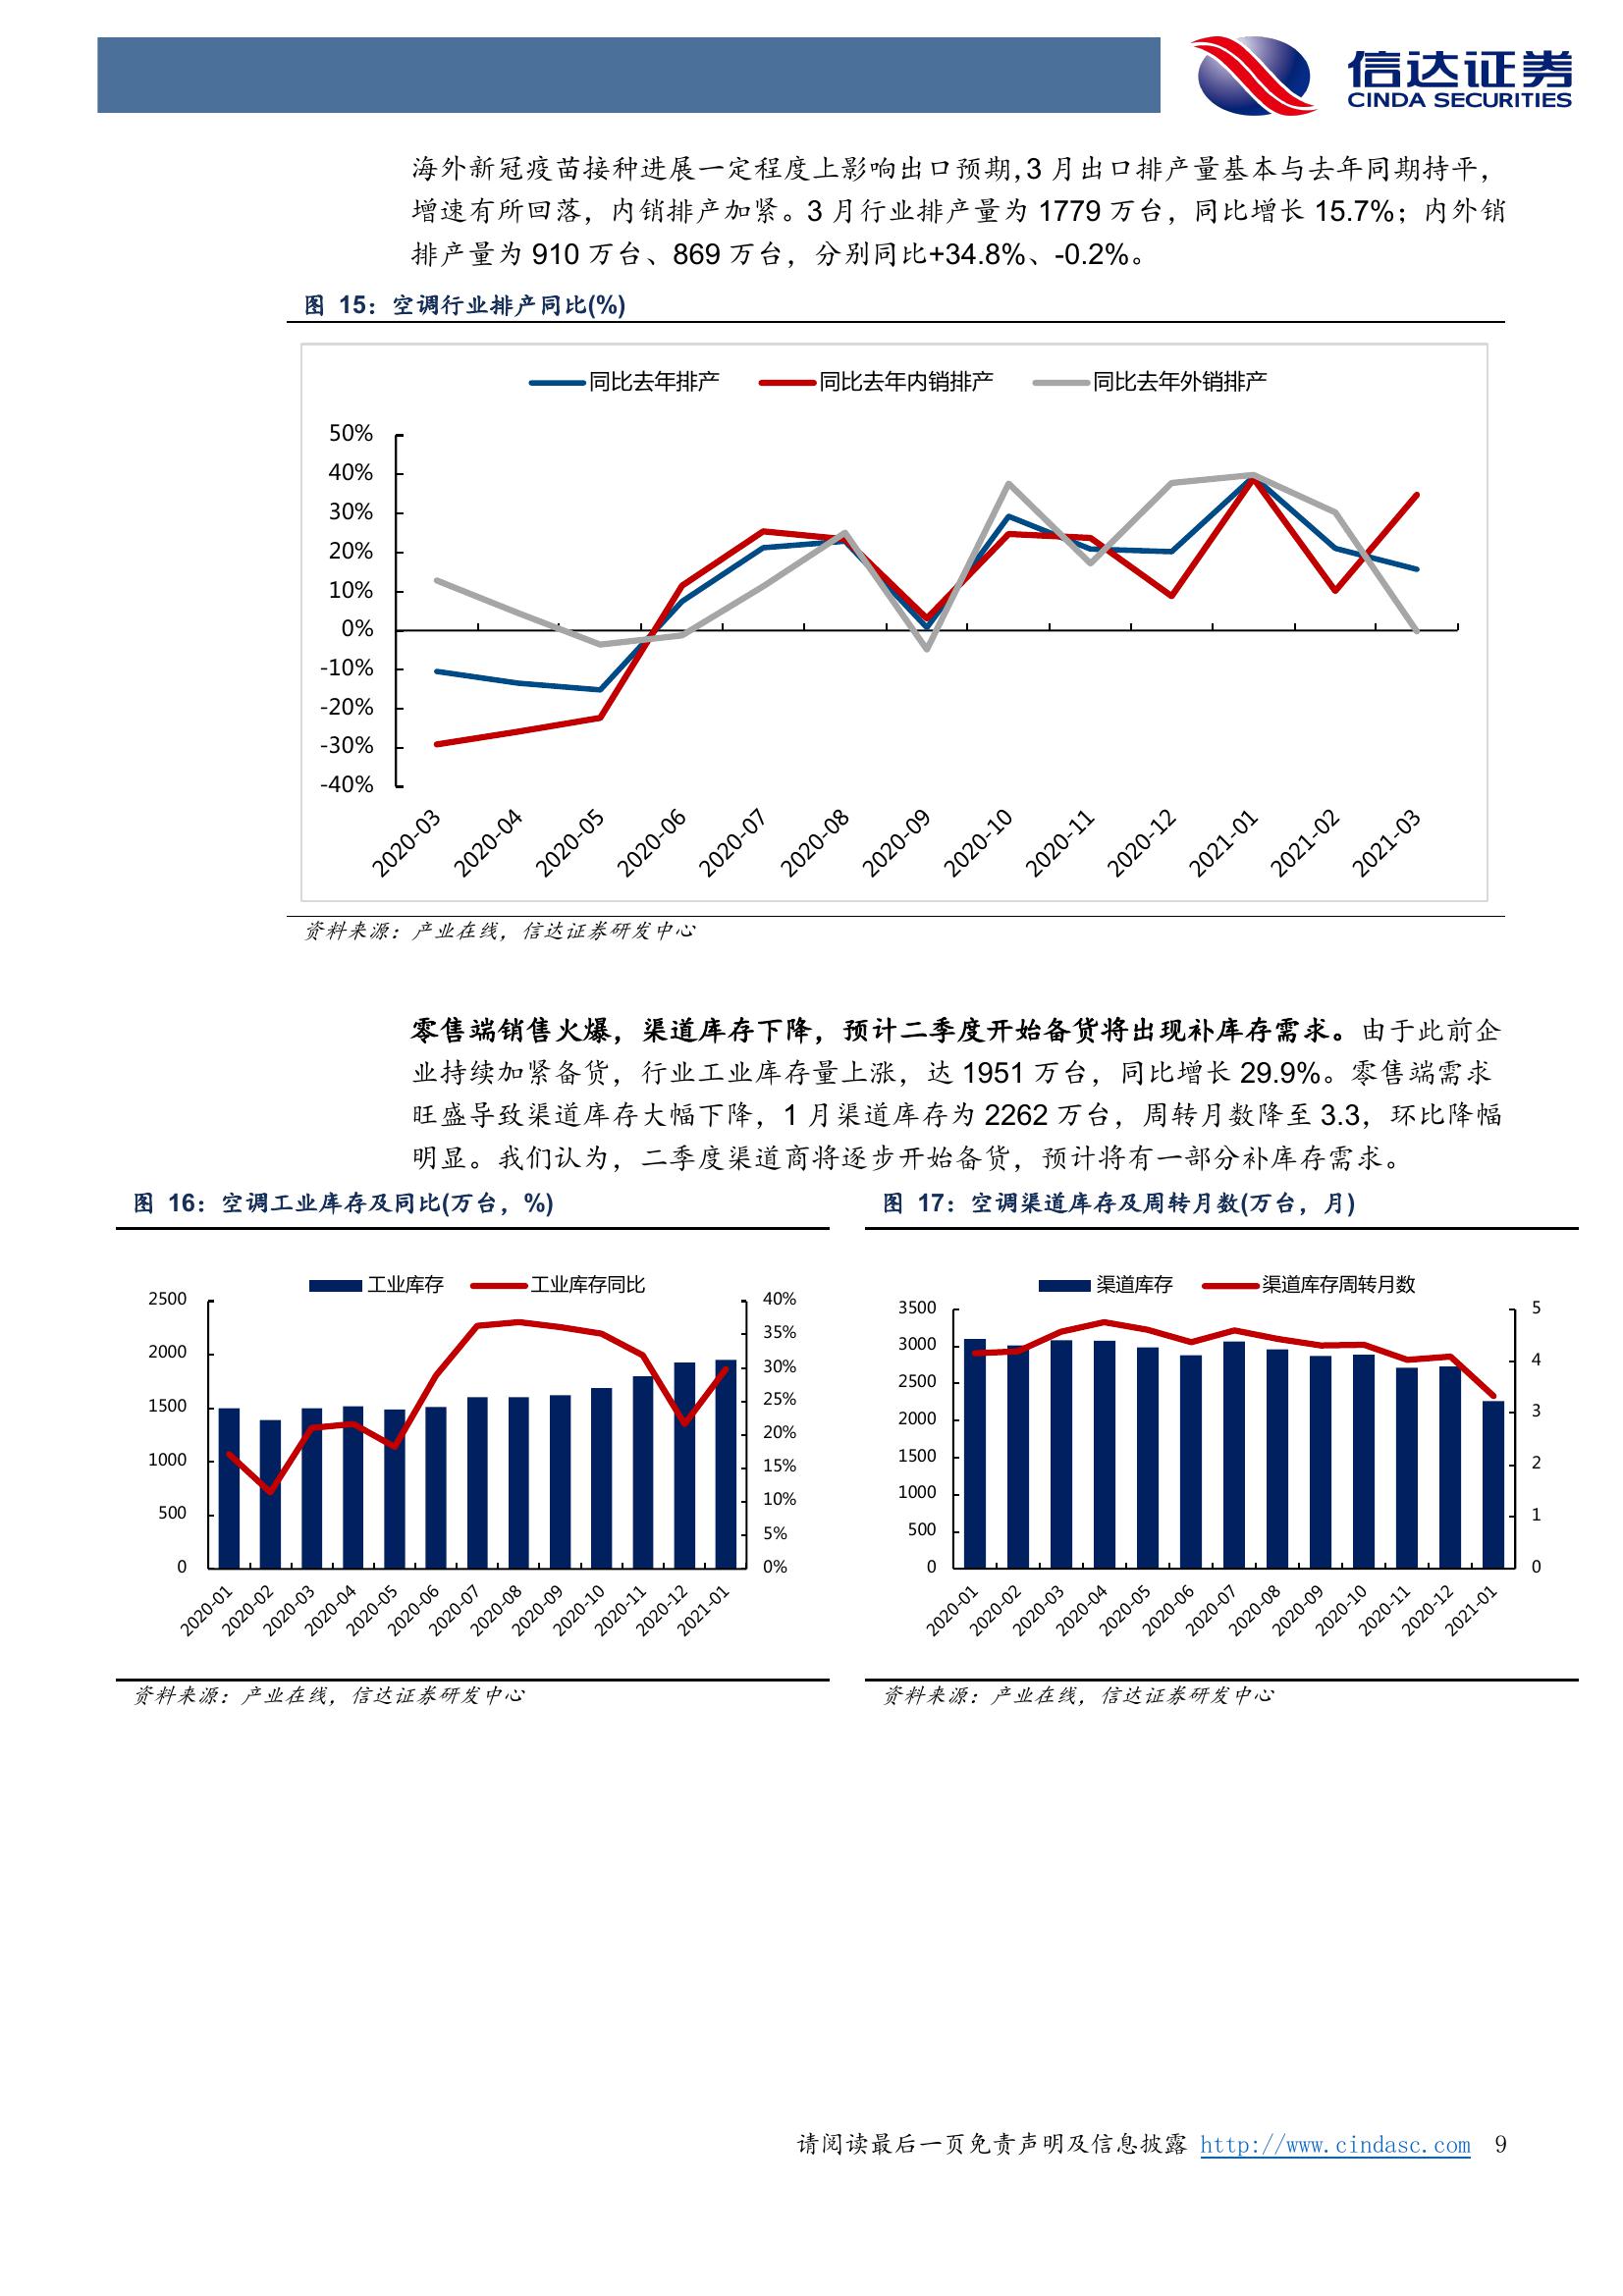 信达证券
CINDA SECURITIES
海外新冠疫苗接种进展一定程度上影响出口预期,3 月出口排产量基本与去年同期持平，
增速有所回落，内销排产加紧。3 月行业排产量为 1779 万台，同比增长 15.7%；内外销
排产量为 910 万台、869 万台，分别同比+34.8%、-0.2%。
图 15：空调行业排产同比(%)
同比去年排产 同比去年内销排产 同比去年外销排产
50%
40%
30%
20%
10%
0%
-10%
-20%
-30%
-40%
2020-03 2020-04 2020-05 2020-06 2020-07 2020-08 2020-09 2020-10 2020-11 2020-12 2021-01 2021-02 2021-03
资料来源：产业在线，信达证券研发中心
零售端销售火爆，渠道库存下降，预计二季度开始备货将出现补库存需求。由于此前企
业持续加紧备货，行业工业库存量上涨，达 1951 万台，同比增长 29.9%。零售端需求
旺盛导致渠道库存大幅下降，1 月渠道库存为 2262 万台，周转月数降至 3.3，环比降幅
明显。我们认为，二季度渠道商将逐步开始备货，预计将有一部分补库存需求。
图 16：空调工业库存及同比(万台，%)
工业库存 工业库存同比
2500
2000
1500
1000
500
0
40%
35%
30%
25%
20%
15%
10%
5%
0%
2020-01 2020-02 2020-03 2020-04 2020-05 2020-06 2020-07 2020-08 2020-09 2020-10 2020-11 2020-12 2021-01
资料来源：产业在线，信达证券研发中心
图 17：空调渠道库存及周转月数(万台，月)
渠道库存 渠道库存周转月数
3500
3000
2500
2000
1500
1000
500
0
5
4
3
2
1
0
2020-01 2020-02 2020-03 2020-04 2020-05 2020-06 2020-07 2020-08 2020-09 2020-10 2020-11 2020-12 2021-01
资料来源：产业在线，信达证券研发中心
请阅读最后一页免责声明及信息披露 http://www.cindasc.com 9